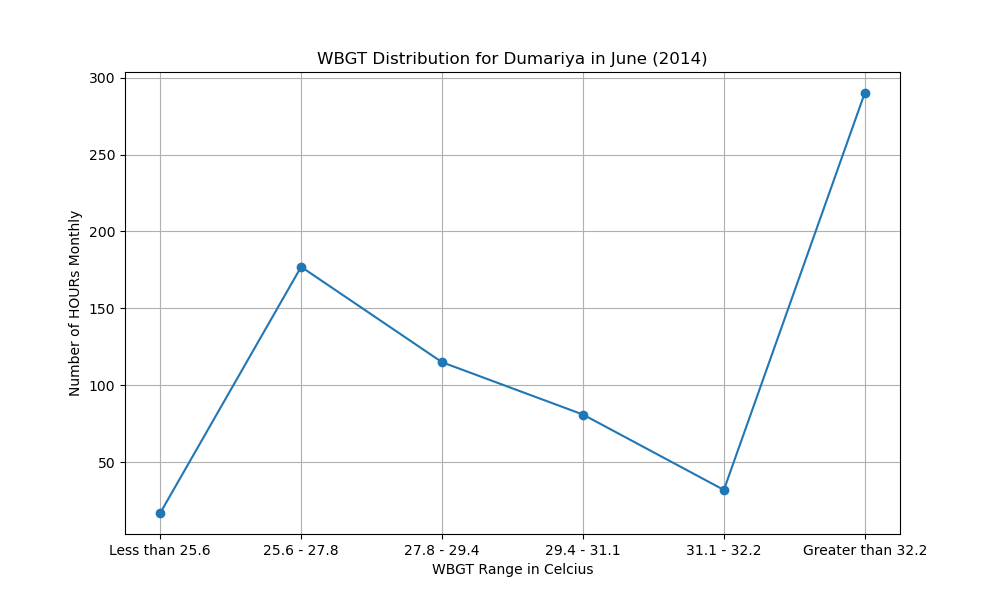 WBGT Distribution for Dumariya in June (2014)
300
250
200
150
100
50
Number of HOURs Monthly
Less than 25.6
25.6 - 27.8
27.8 - 29.4
29.4 - 31.1
31.1 - 32.2
Greater than 32.2
WBGT Range in Celcius